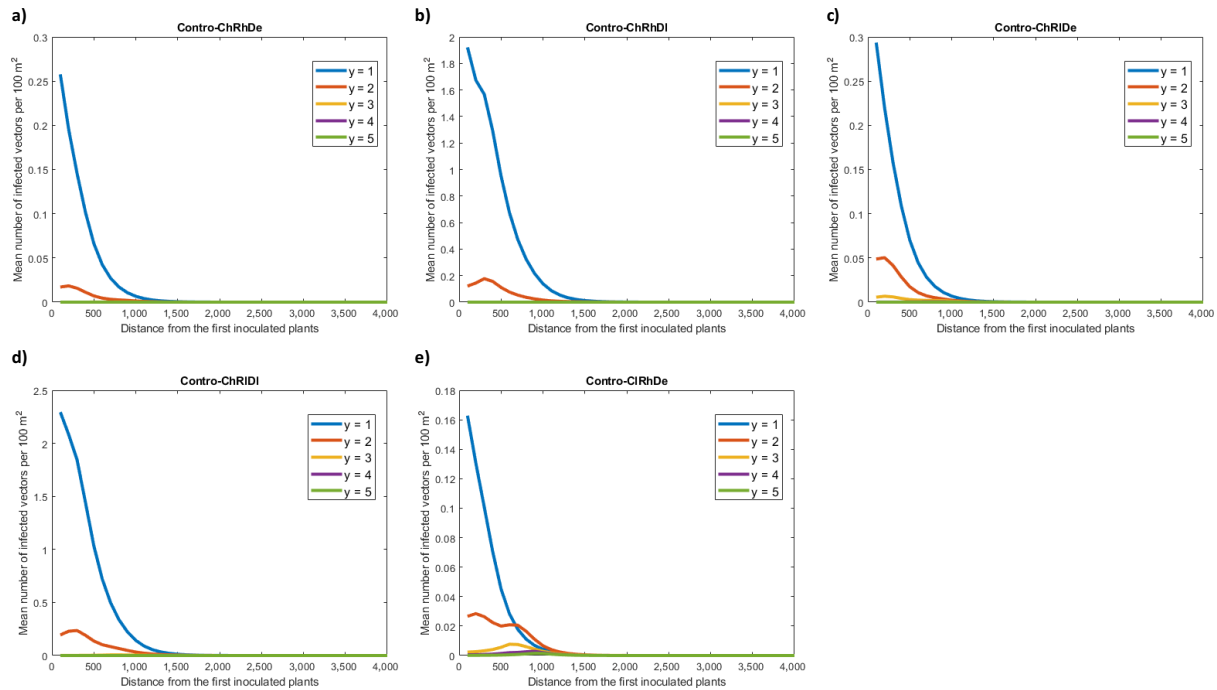 a)
Contro-ChRhDe
Mean number of infected vectors per 100 m²
0.3
0.25
0.2
0.15
0.1
0.05
0
0 500 1,000 1,500 2,000 2,500 3,000 3,500 4,000
Distance from the first inoculated plants
y = 1
y = 2
y = 3
y = 4
y = 5
b)
Contro-ChRhDl
Mean number of infected vectors per 100 m²
2
1.8
1.6
1.4
1.2
1
0.8
0.6
0.4
0.2
0
0 500 1,000 1,500 2,000 2,500 3,000 3,500 4,000
Distance from the first inoculated plants
y = 1
y = 2
y = 3
y = 4
y = 5
c)
Contro-ChRlDe
Mean number of infected vectors per 100 m²
0.3
0.25
0.2
0.15
0.1
0.05
0
0 500 1,000 1,500 2,000 2,500 3,000 3,500 4,000
Distance from the first inoculated plants
y = 1
y = 2
y = 3
y = 4
y = 5
d)
Contro-ChRlDl
Mean number of infected vectors per 100 m²
2.5
2
1.5
1
0.5
0
0 500 1,000 1,500 2,000 2,500 3,000 3,500 4,000
Distance from the first inoculated plants
y = 1
y = 2
y = 3
y = 4
y = 5
e)
Contro-ClRhDe
Mean number of infected vectors per 100 m²
0.18
0.16
0.14
0.12
0.1
0.08
0.06
0.04
0.02
0
0 500 1,000 1,500 2,000 2,500 3,000 3,500 4,000
Distance from the first inoculated plants
y = 1
y = 2
y = 3
y = 4
y = 5